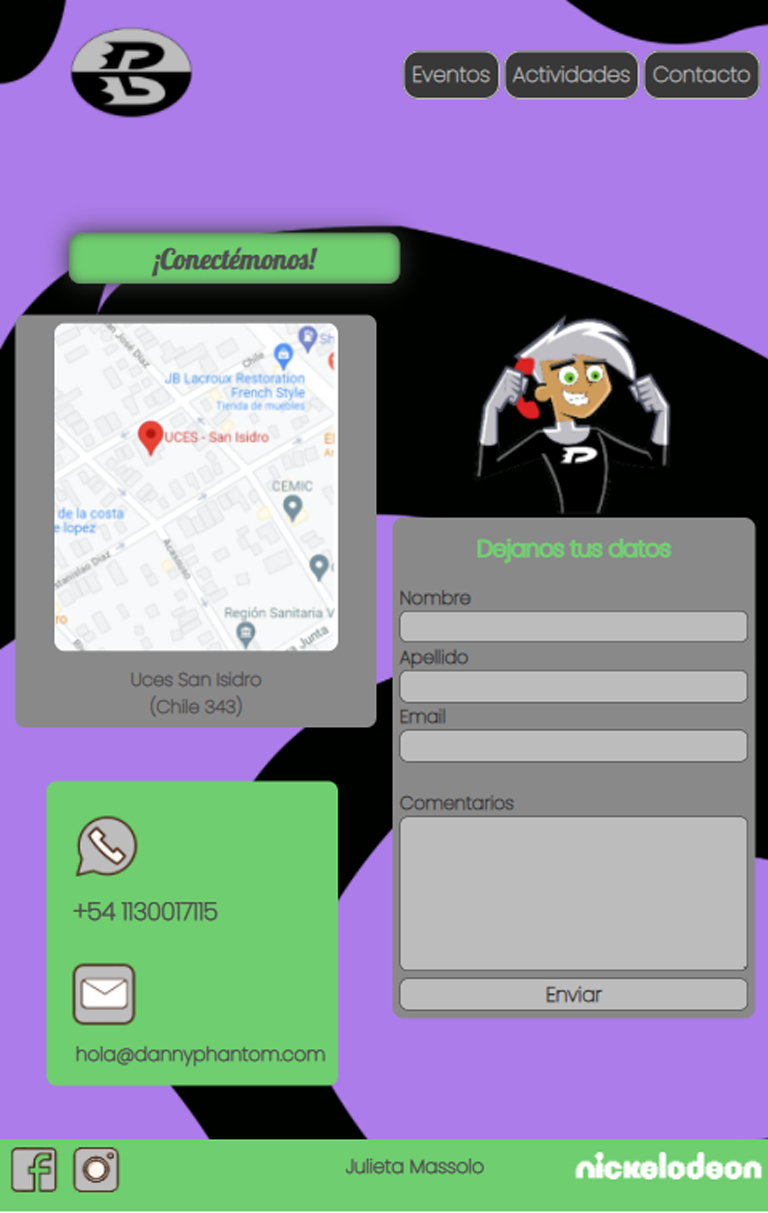 Eventos
Actividades
Contacto
¡Conectémonos!
Chile
JB Lacroux Restoration
French Style
Tienda de muebles
UCES - San Isidro
CEMIC
de la costa
lopez
Acassuso
Región Sanitaria V
Junta
Uces San Isidro
(Chile 343)
Dejanos tus datos
Nombre
Apellido
Email
Comentarios
Enviar
+54 1130017115
hola@dannyphantom.com
Julieta Massolo
nickelodeon